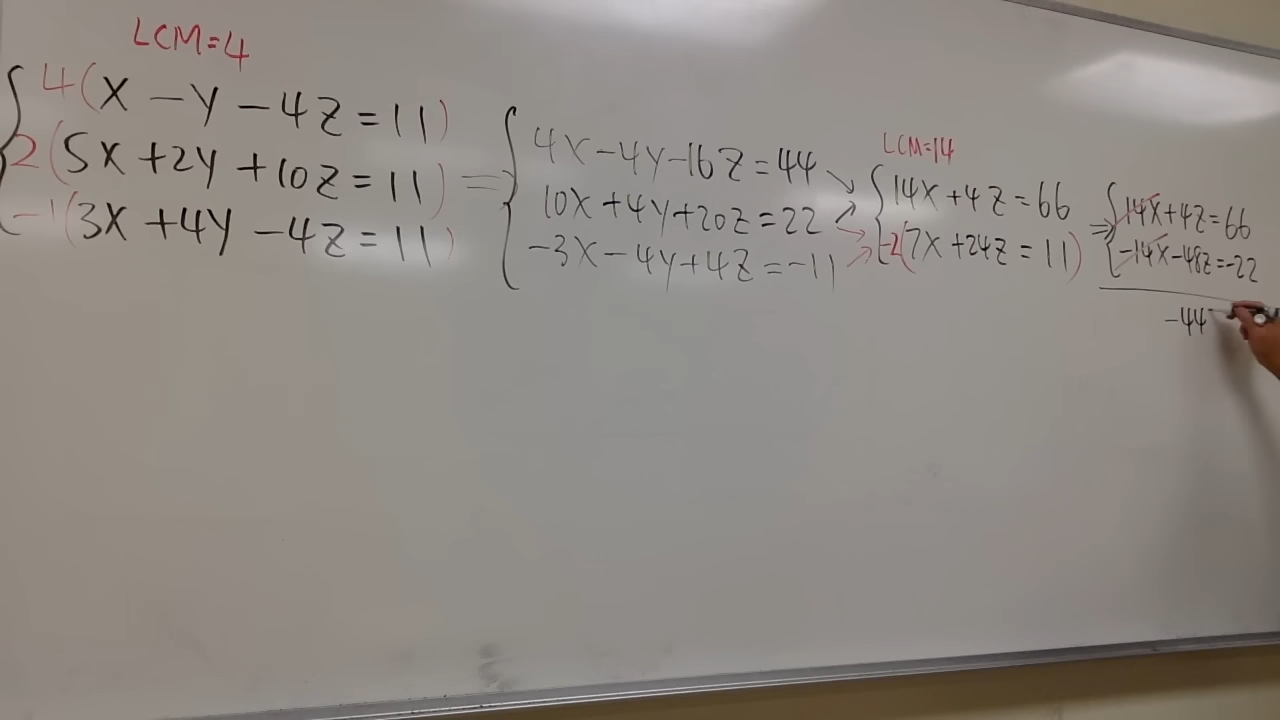 LCM=4
4(x - y - 4z = 11)
2(5x + 2y + 10z = 11)
-1(3x + 4y - 4z = 11)
=
4x - 4y - 16z = 44
10x + 4y + 20z = 22
-3x - 4y + 4z = -11
LCM=14
14x + 4z = 66
-2(7x + 24z = 11)
⇒
14x + 4z = 66
-14x - 48z = -22
-44